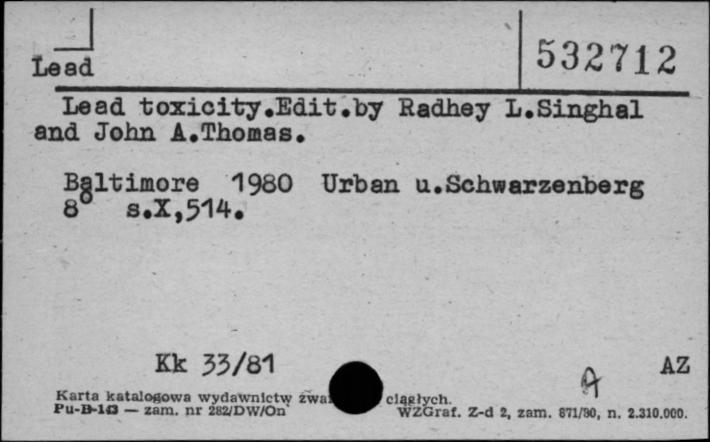 532712
Lead
Lead toxicity.Edit.by Radhey L.Singhal
and John A.Thomas.
Baltimore 1980 Urban u.Schwarzenberg
8° s.X,514.
Kk 33/81
A AZ
Karta katalogowa wydawnictw ciągłych.
Pu-B-143 — zam. nr 282/DW/On WZGraf. Z-d 2, zam. 871/80, n. 2.310.000.